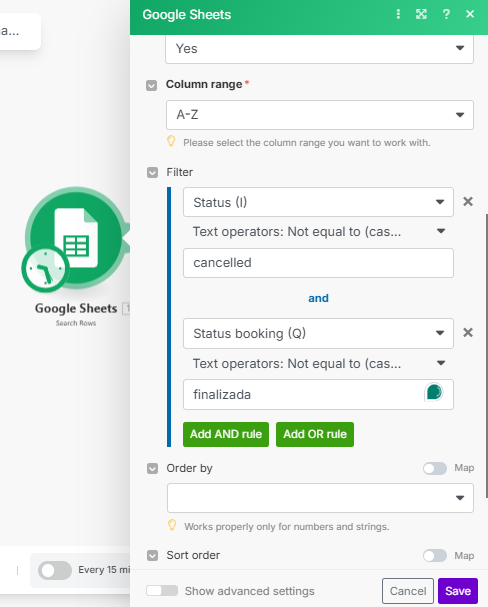 a...
Google Sheets
Yes
Column range*
A-Z
Please select the column range you want to work with.
Filter
Status (I)
Text operators: Not equal to (cas...
cancelled
and
Status booking (Q)
Text operators: Not equal to (cas...
finalizada
Add AND rule Add OR rule
Order by Map
Works properly only for numbers and strings.
Sort order Map
Show advanced settings Cancel Save
Google Sheets
Search Rows
Every 15 mi